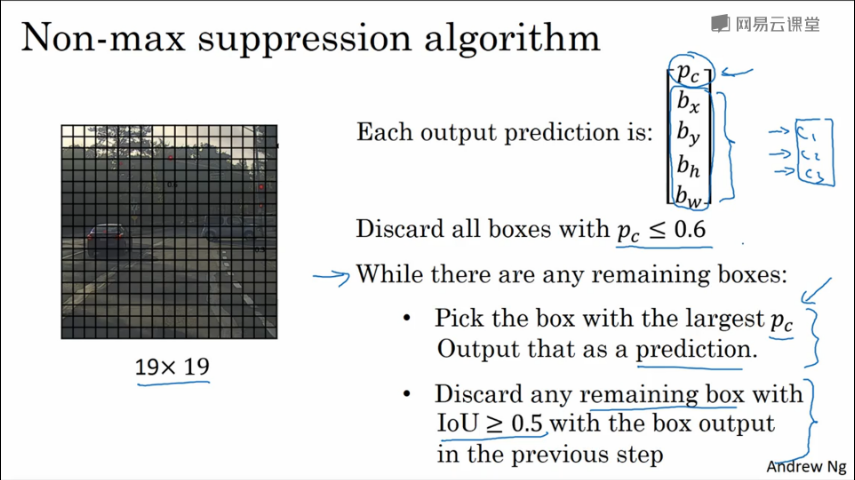 网易云课堂
Non-max suppression algorithm
Each output prediction is:
p_c
b_x
b_y
b_h
b_w
c_1
c_2
c_3
Discard all boxes with p_c ≤ 0.6
While there are any remaining boxes:
• Pick the box with the largest p_c
Output that as a prediction.
• Discard any remaining box with
IoU ≥ 0.5 with the box output
in the previous step
19× 19
Andrew Ng